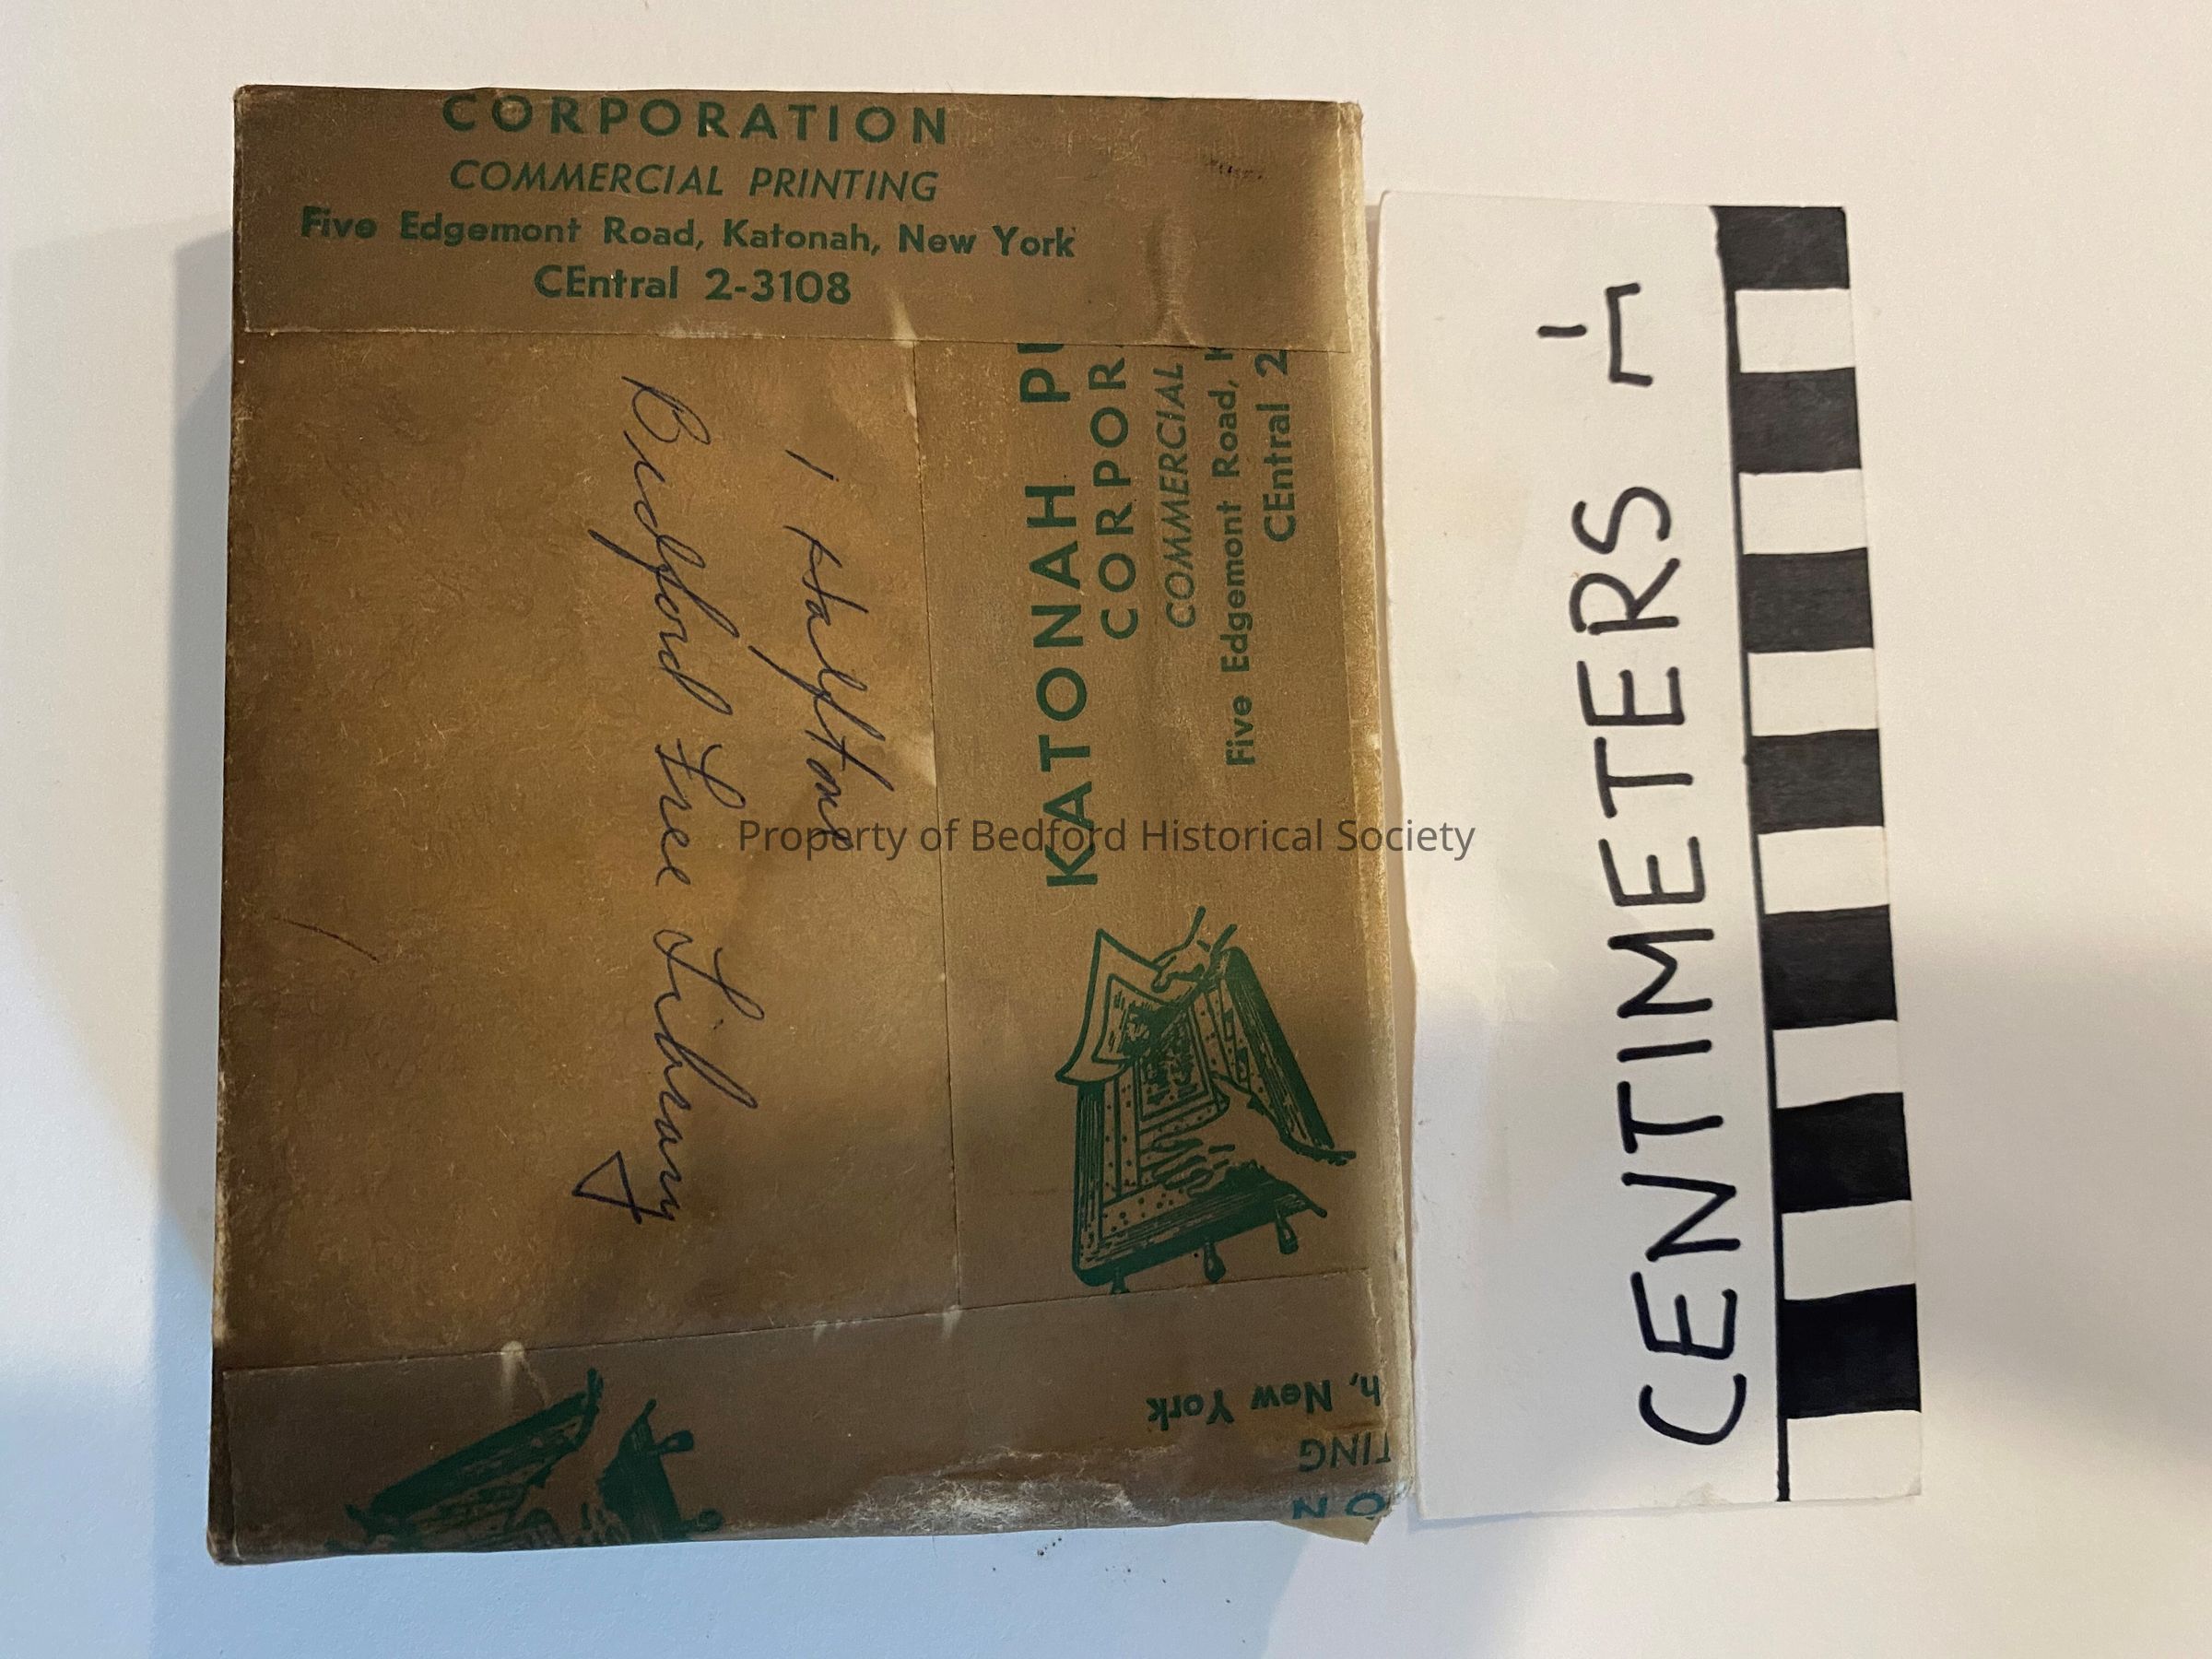 CORPORATION
COMMERCIAL PRINTING
Five Edgemont Road, Katonah, New York
CEntral 2-3108
KATONAH
CORPOR
COMMERCIAL
Five Edgemont Road,
CEntral 2
1 Halftone
Bedford Free Library
h, New York
TING
ON
Property of Bedford Historical Society
CENTIMETERS